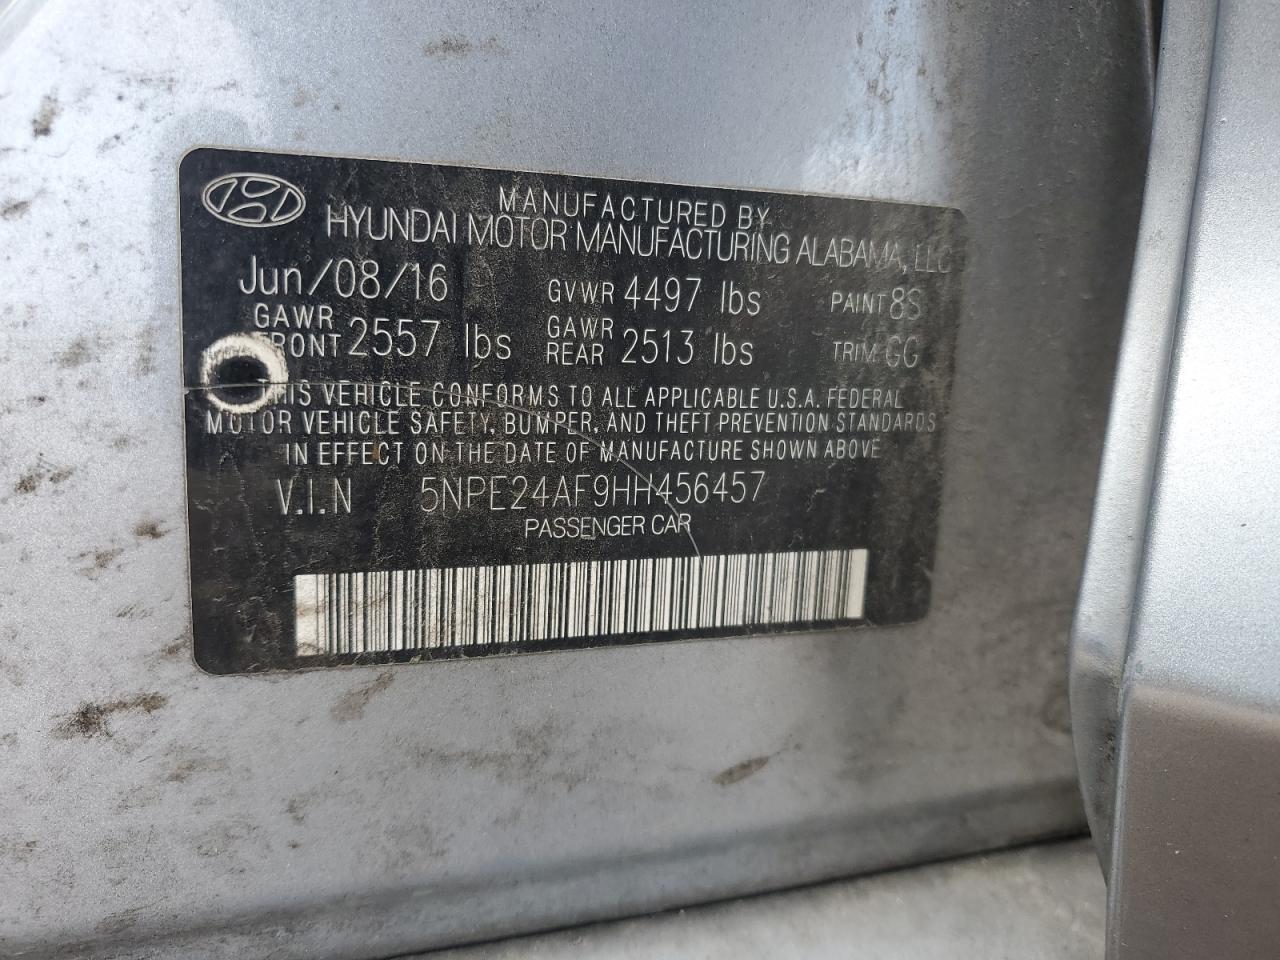 MANUFACTURED BY
HYUNDAI MOTOR MANUFACTURING ALABAMA, LLC
Jun/08/16 GVWR 4497 lbs PAINT 8S
GAWR FRONT 2557 lbs GAWR REAR 2513 lbs TRIM GG
THIS VEHICLE CONFORMS TO ALL APPLICABLE U.S.A. FEDERAL
MOTOR VEHICLE SAFETY, BUMPER, AND THEFT PREVENTION STANDARDS
IN EFFECT ON THE DATE OF MANUFACTURE SHOWN ABOVE
V.I.N 5NPE24AF9HH456457
PASSENGER CAR